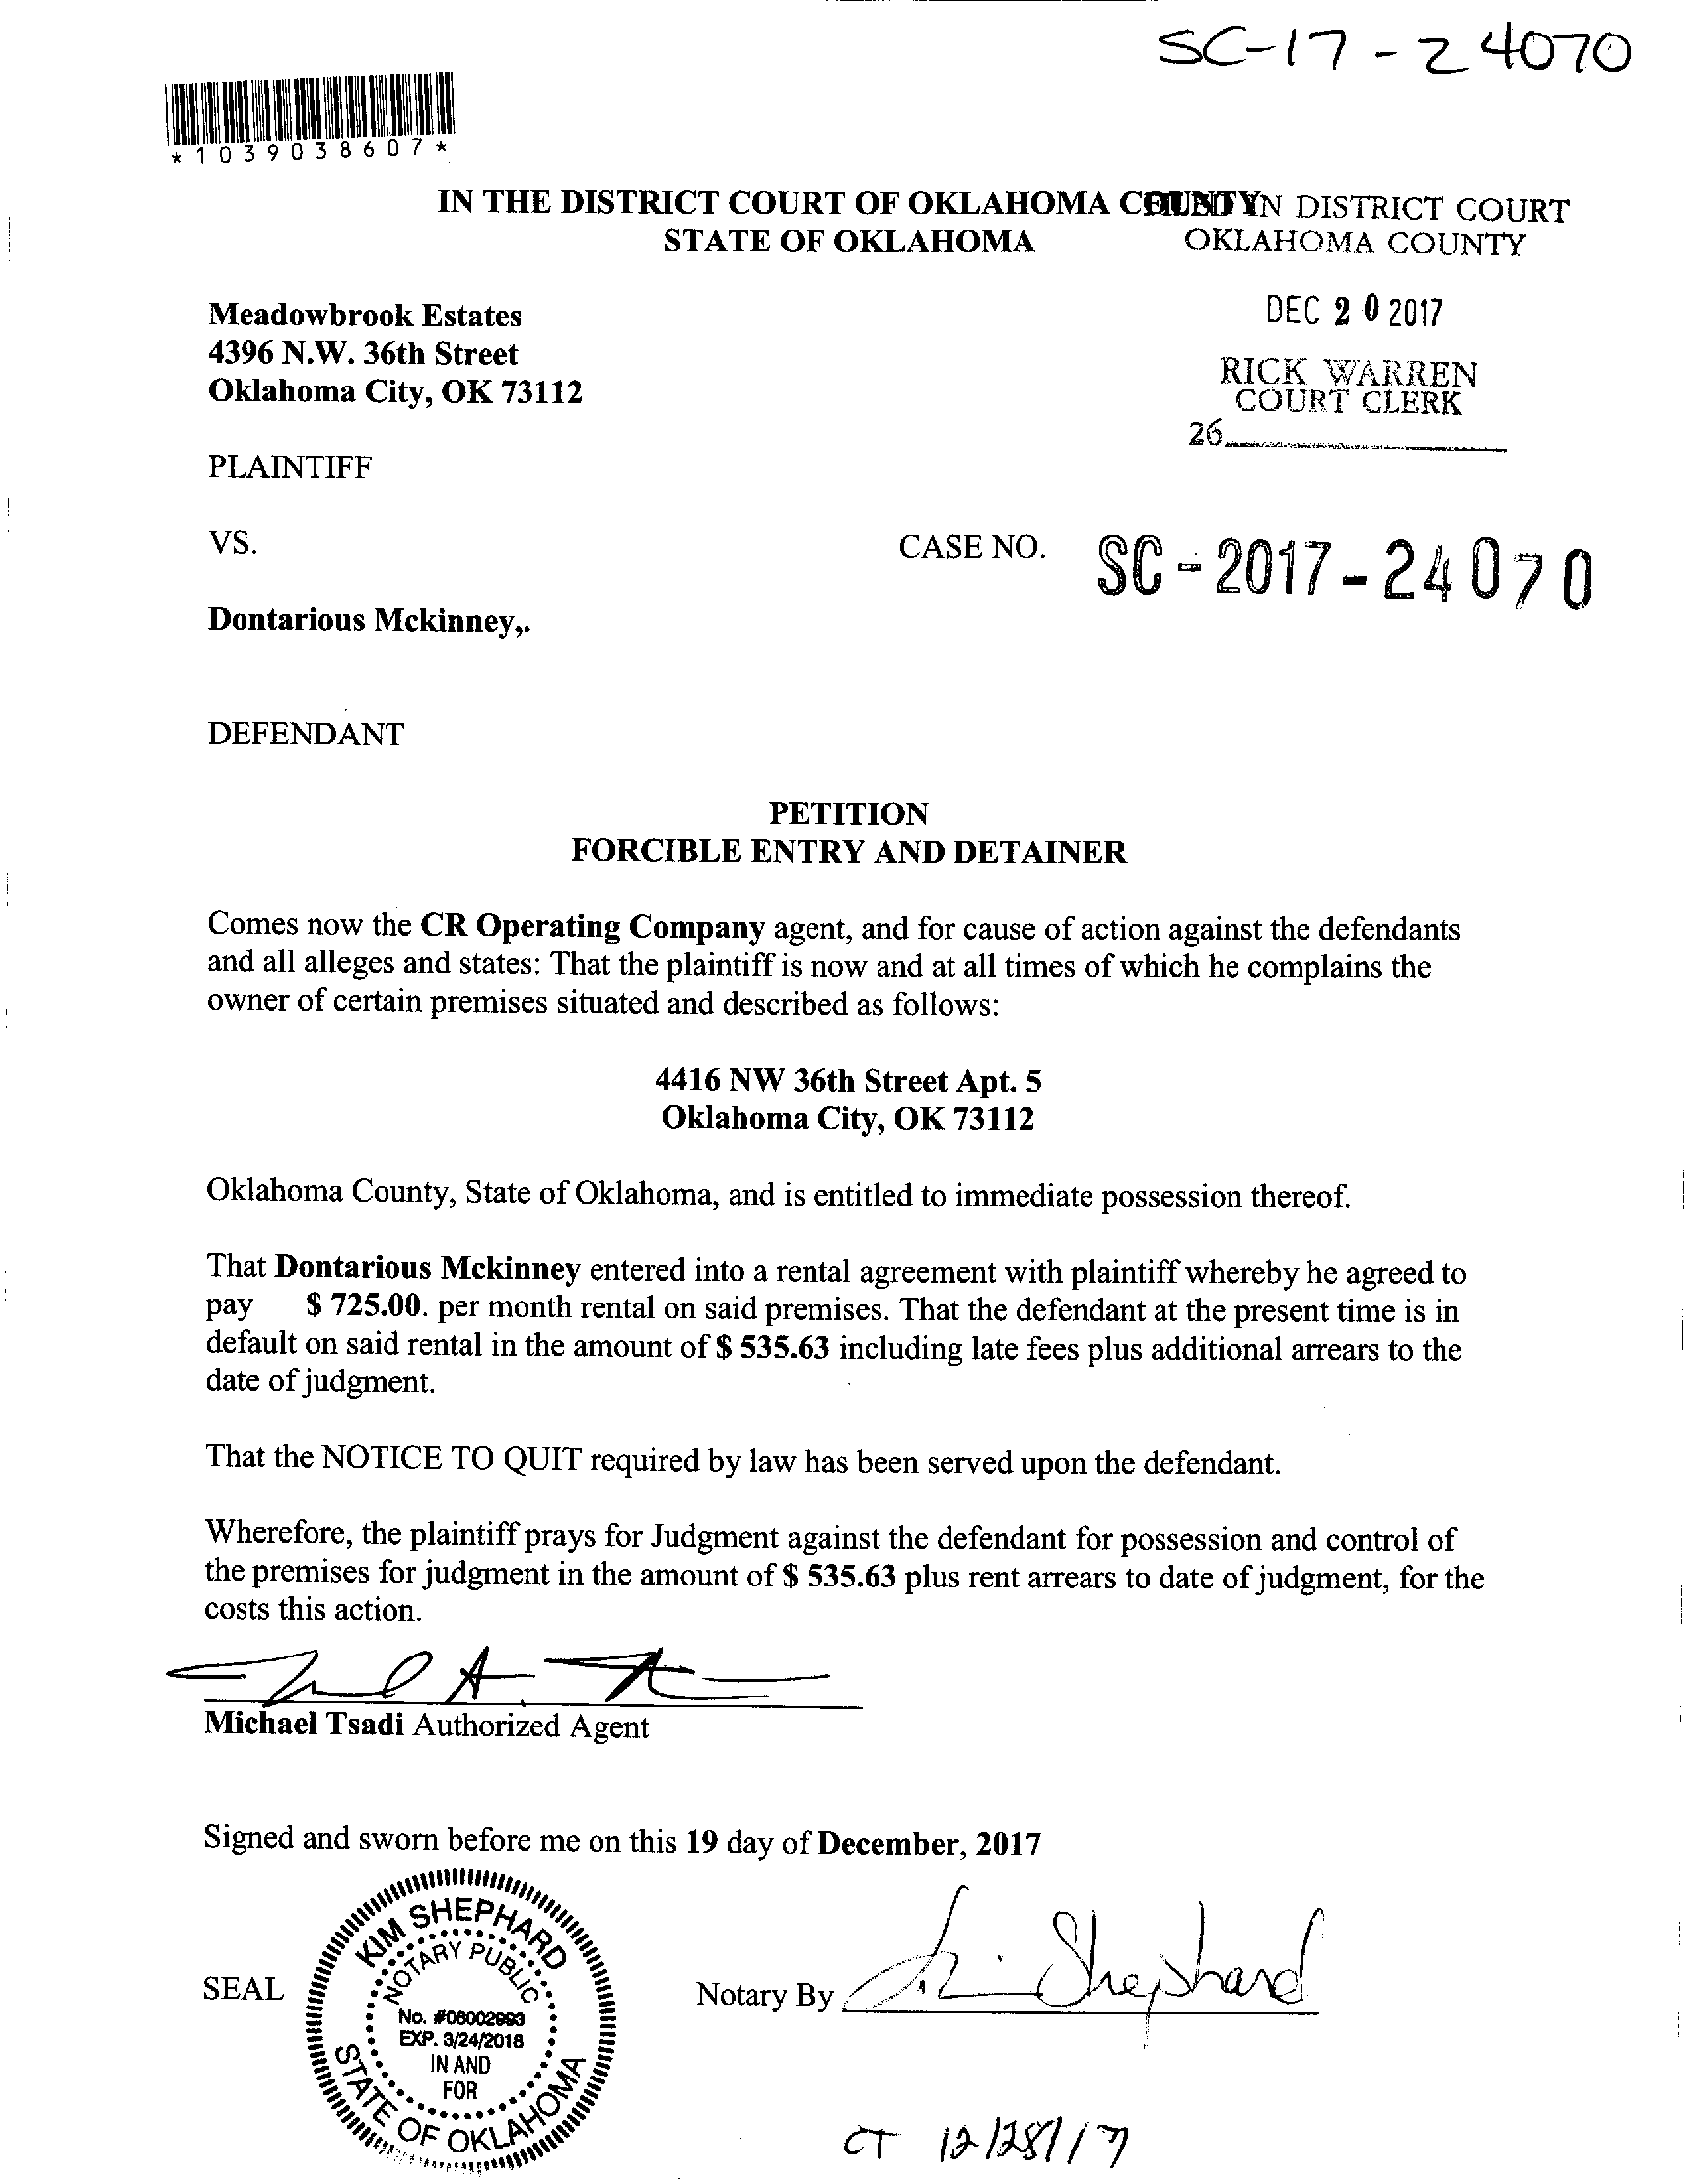 SC-17-24070
*1039038607*
IN THE DISTRICT COURT OF OKLAHOMA COUNTY
STATE OF OKLAHOMA
FILED IN DISTRICT COURT
OKLAHOMA COUNTY
DEC 20 2017
RICK WARREN
COURT CLERK
26
Meadowbrook Estates
4396 N.W. 36th Street
Oklahoma City, OK 73112
PLAINTIFF
VS.
CASE NO. SC-2017-24070
Dontarious Mckinney,.
DEFENDANT
PETITION
FORCIBLE ENTRY AND DETAINER
Comes now the CR Operating Company agent, and for cause of action against the defendants
and all alleges and states: That the plaintiff is now and at all times of which he complains the
owner of certain premises situated and described as follows:
4416 NW 36th Street Apt. 5
Oklahoma City, OK 73112
Oklahoma County, State of Oklahoma, and is entitled to immediate possession thereof.
That Dontarious Mckinney entered into a rental agreement with plaintiff whereby he agreed to
pay $ 725.00. per month rental on said premises. That the defendant at the present time is in
default on said rental in the amount of $ 535.63 including late fees plus additional arrears to the
date of judgment.
That the NOTICE TO QUIT required by law has been served upon the defendant.
Wherefore, the plaintiff prays for Judgment against the defendant for possession and control of
the premises for judgment in the amount of $ 535.63 plus rent arrears to date of judgment, for the
costs this action.
Michael Tsadi Authorized Agent
Signed and sworn before me on this 19 day of December, 2017
SEAL
KIM SHEPHARD
NOTARY PUBLIC
No. #06002993
EXP. 3/24/2018
IN AND
FOR
STATE OF OKLAHOMA
Notary By Kim Shephard
CT 12/28/17